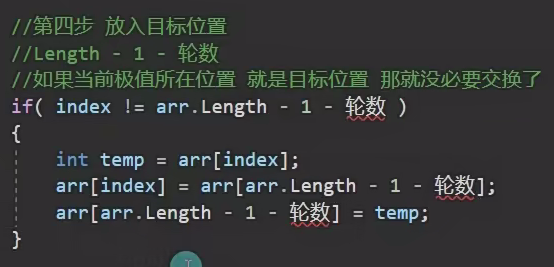 //第四步 放入目标位置
//Length - 1 - 轮数
//如果当前极值所在位置 就是目标位置 那就没必要交换了
if( index != arr.Length - 1 - 轮数 )
{
int temp = arr[index];
arr[index] = arr[arr.Length - 1 - 轮数];
arr[arr.Length - 1 - 轮数] = temp;
}